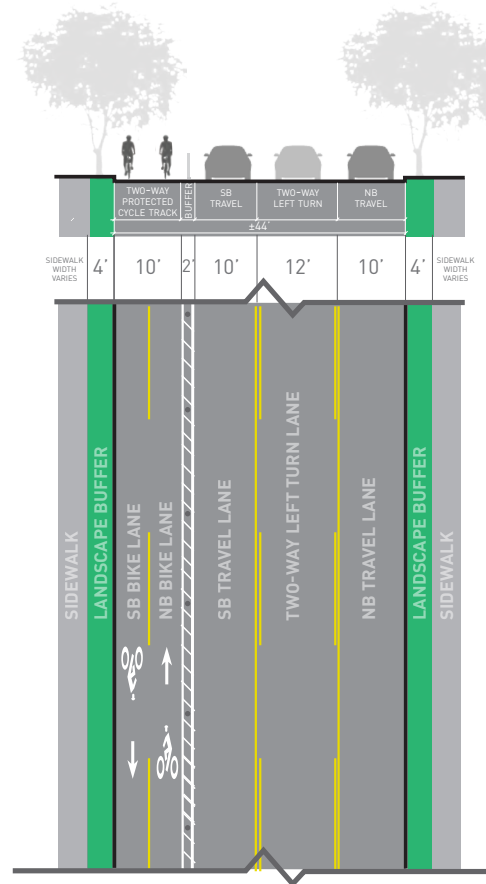 TWO-WAY
PROTECTED
CYCLE TRACK
BUFFER
SB
TRAVEL
TWO-WAY
LEFT TURN
NB
TRAVEL
±44'
SIDEWALK
WIDTH
VARIES
4'
10'
2'
10'
12'
10'
4'
SIDEWALK
WIDTH
VARIES
SIDEWALK
LANDSCAPE BUFFER
SB BIKE LANE
NB BIKE LANE
SB TRAVEL LANE
TWO-WAY LEFT TURN LANE
NB TRAVEL LANE
LANDSCAPE BUFFER
SIDEWALK